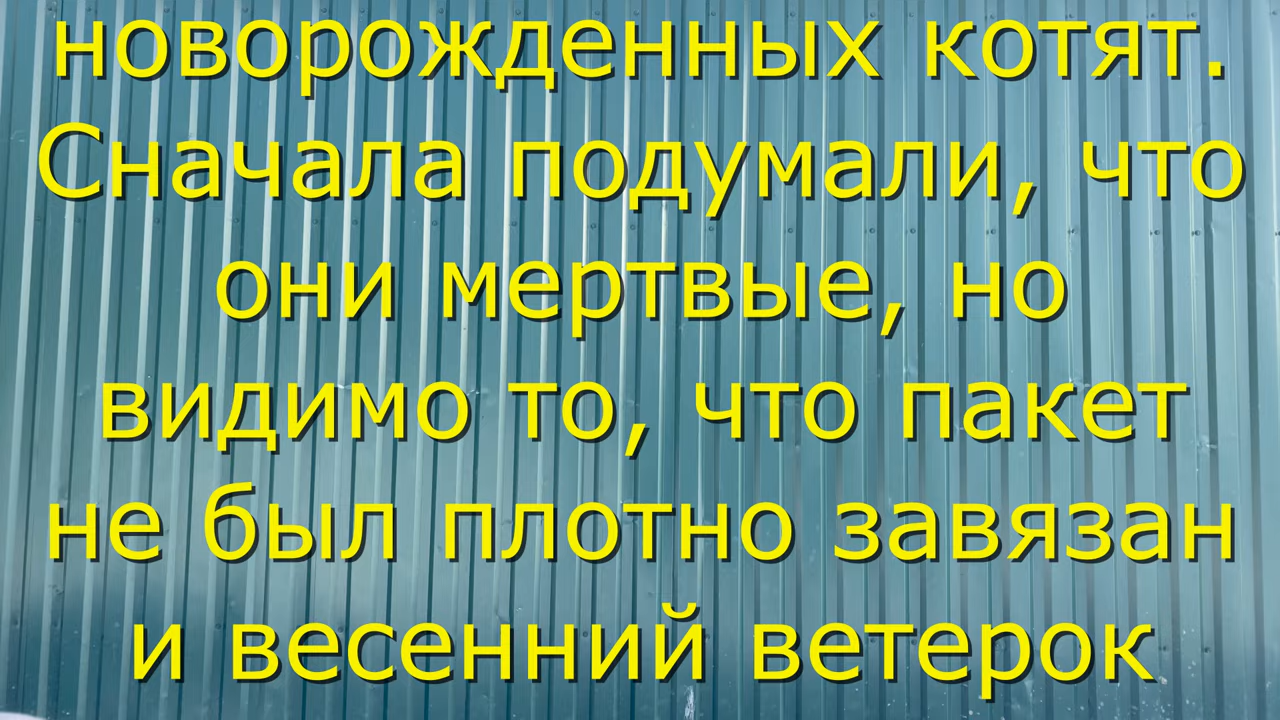 новорожденных котят.
Сначала подумали, что
они мертвые, но
видимо то, что пакет
не был плотно завязан
и весенний ветерок